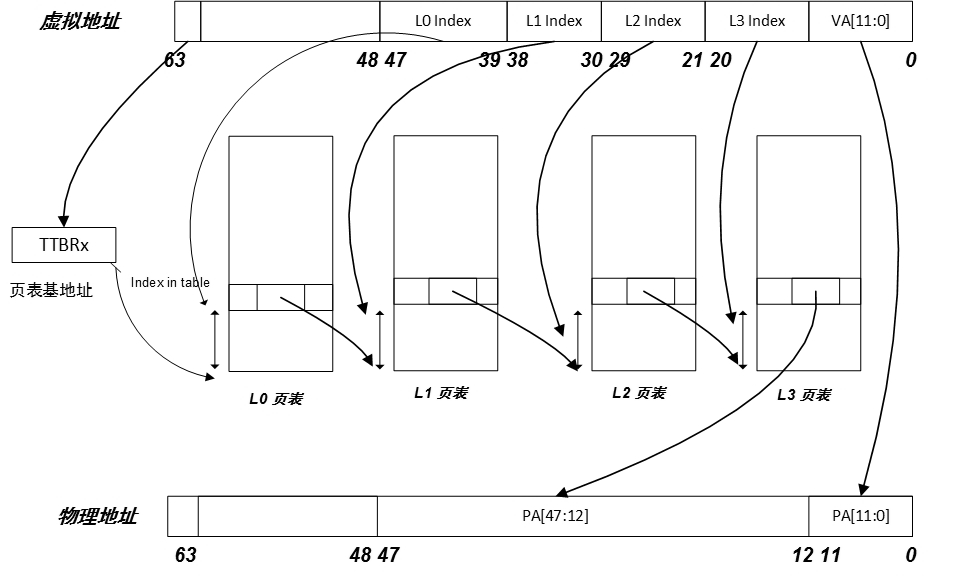 虚拟地址
L0 Index
L1 Index
L2 Index
L3 Index
VA[11:0]
63
48 47
39 38
30 29
21 20
0
TTBRx
页表基地址
Index in table
L0 页表
L1 页表
L2 页表
L3 页表
物理地址
PA[47:12]
PA[11:0]
63
48 47
12 11
0